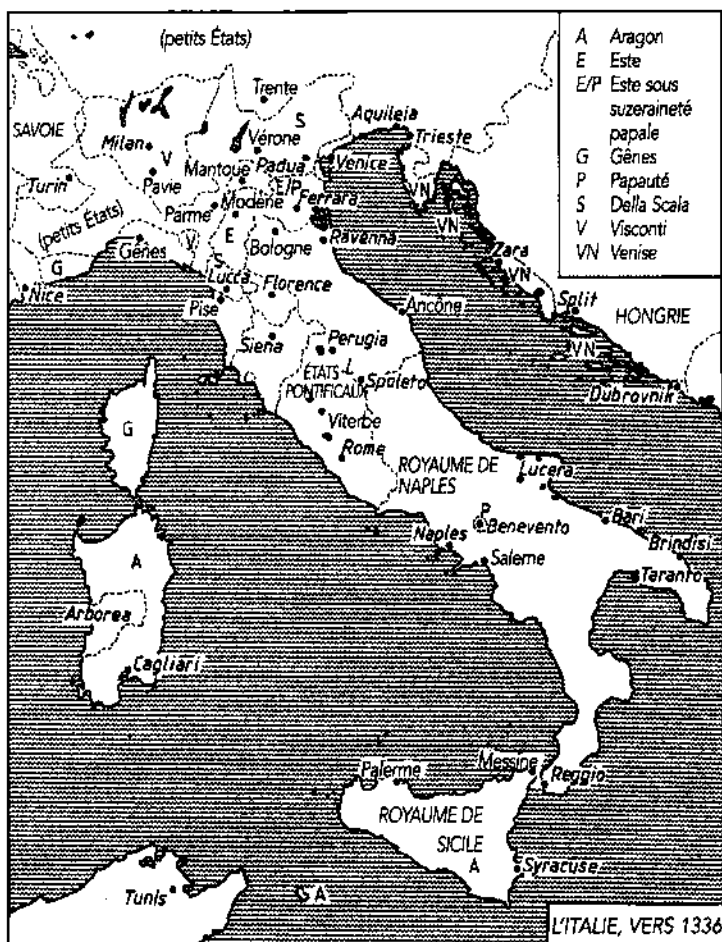 (petits États)
A Aragon
E Este
E/P Este sous
suzeraineté
papale
G Gênes
P Papauté
S Della Scala
V Visconti
VN Venise
Trente
SAVOIE
S
Aquileia
Trieste
Milan
Vérone
V
Mantoue
Padua
Venice
VN
Turin
Pavie
E/P
Ferrara
Parme
Modène
VN
(petits États)
E
Bologne
Ravenna
Zara
Gênes
V
VN
G
S
Lucca
Florence
Split
Nice
Pise
Ancône
HONGRIE
Siena
Perugia
VN
ÉTATS
PONTIFICAUX
Spoleto
Dubrovnik
Viterbe
G
Rome
Lucera
ROYAUME DE
NAPLES
P
Bari
Benevento
Naples
Brindisi
A
Salerne
Taranto
Arborea
Cagliari
Messine
Palerme
Reggio
ROYAUME DE
SICILE
A
Syracuse
Tunis
A
L'ITALIE, VERS 1336